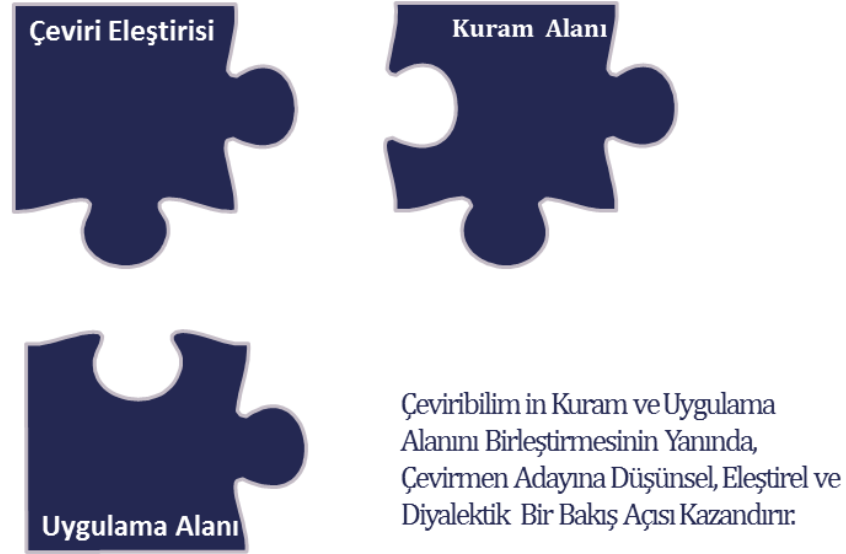 Çeviri Eleştirisi
Kuram Alanı
Uygulama Alanı
Çeviribilim in Kuram ve Uygulama
Alanını Birleştirmesinin Yanında,
Çevirmen Adayına Düşünsel, Eleştirel ve
Diyalektik Bir Bakış Açısı Kazandırır.